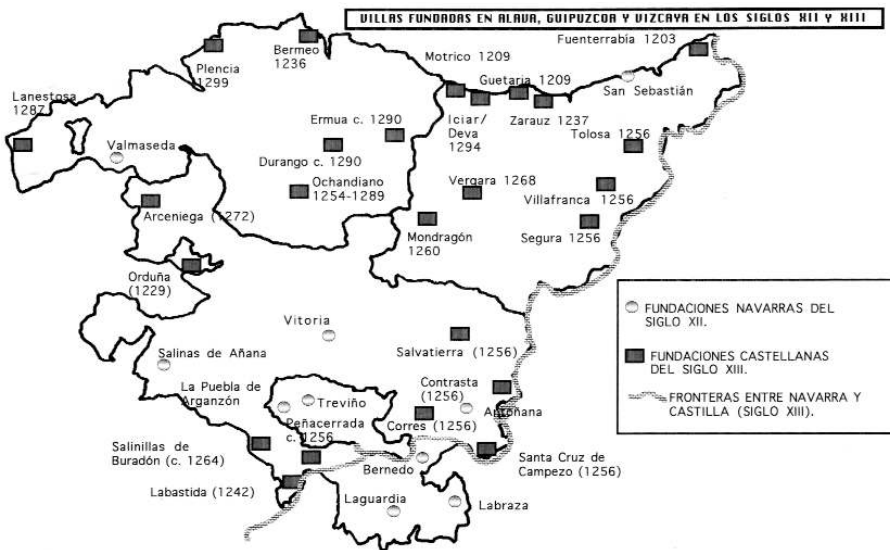 VILLAS FUNDADAS EN ALAVA, GUIPUZCOA Y VIZCAYA EN LOS SIGLOS XII Y XIII
Fuenterrabía 1203
Bermeo
1236
Plencia
1299
Motrico 1209
Guetaria 1209
San Sebastián
Lanestosa
1287
Iciar/
Deva
1294
Zarauz 1237
Ermua c. 1290
Tolosa 1256
Valmaseda
Durango c. 1290
Ochandiano
1254-1289
Vergara 1268
Villafranca
1256
Arceniega (1272)
Mondragón
1260
Segura 1256
Orduña
(1229)
Vitoria
Salinas de Añana
Salvatierra (1256)
La Puebla de
Arganzón
Treviño
Contrasta
(1256)
Antoñana
Peñacerrada
c. 1256
Corres (1256)
Salinillas de
Buradón (c. 1264)
Bernedo
Santa Cruz de
Campezo (1256)
Labastida (1242)
Laguardia
Labraza
FUNDACIONES NAVARRAS DEL
SIGLO XII.
FUNDACIONES CASTELLANAS
DEL SIGLO XIII.
FRONTERAS ENTRE NAVARRA Y
CASTILLA (SIGLO XIII).